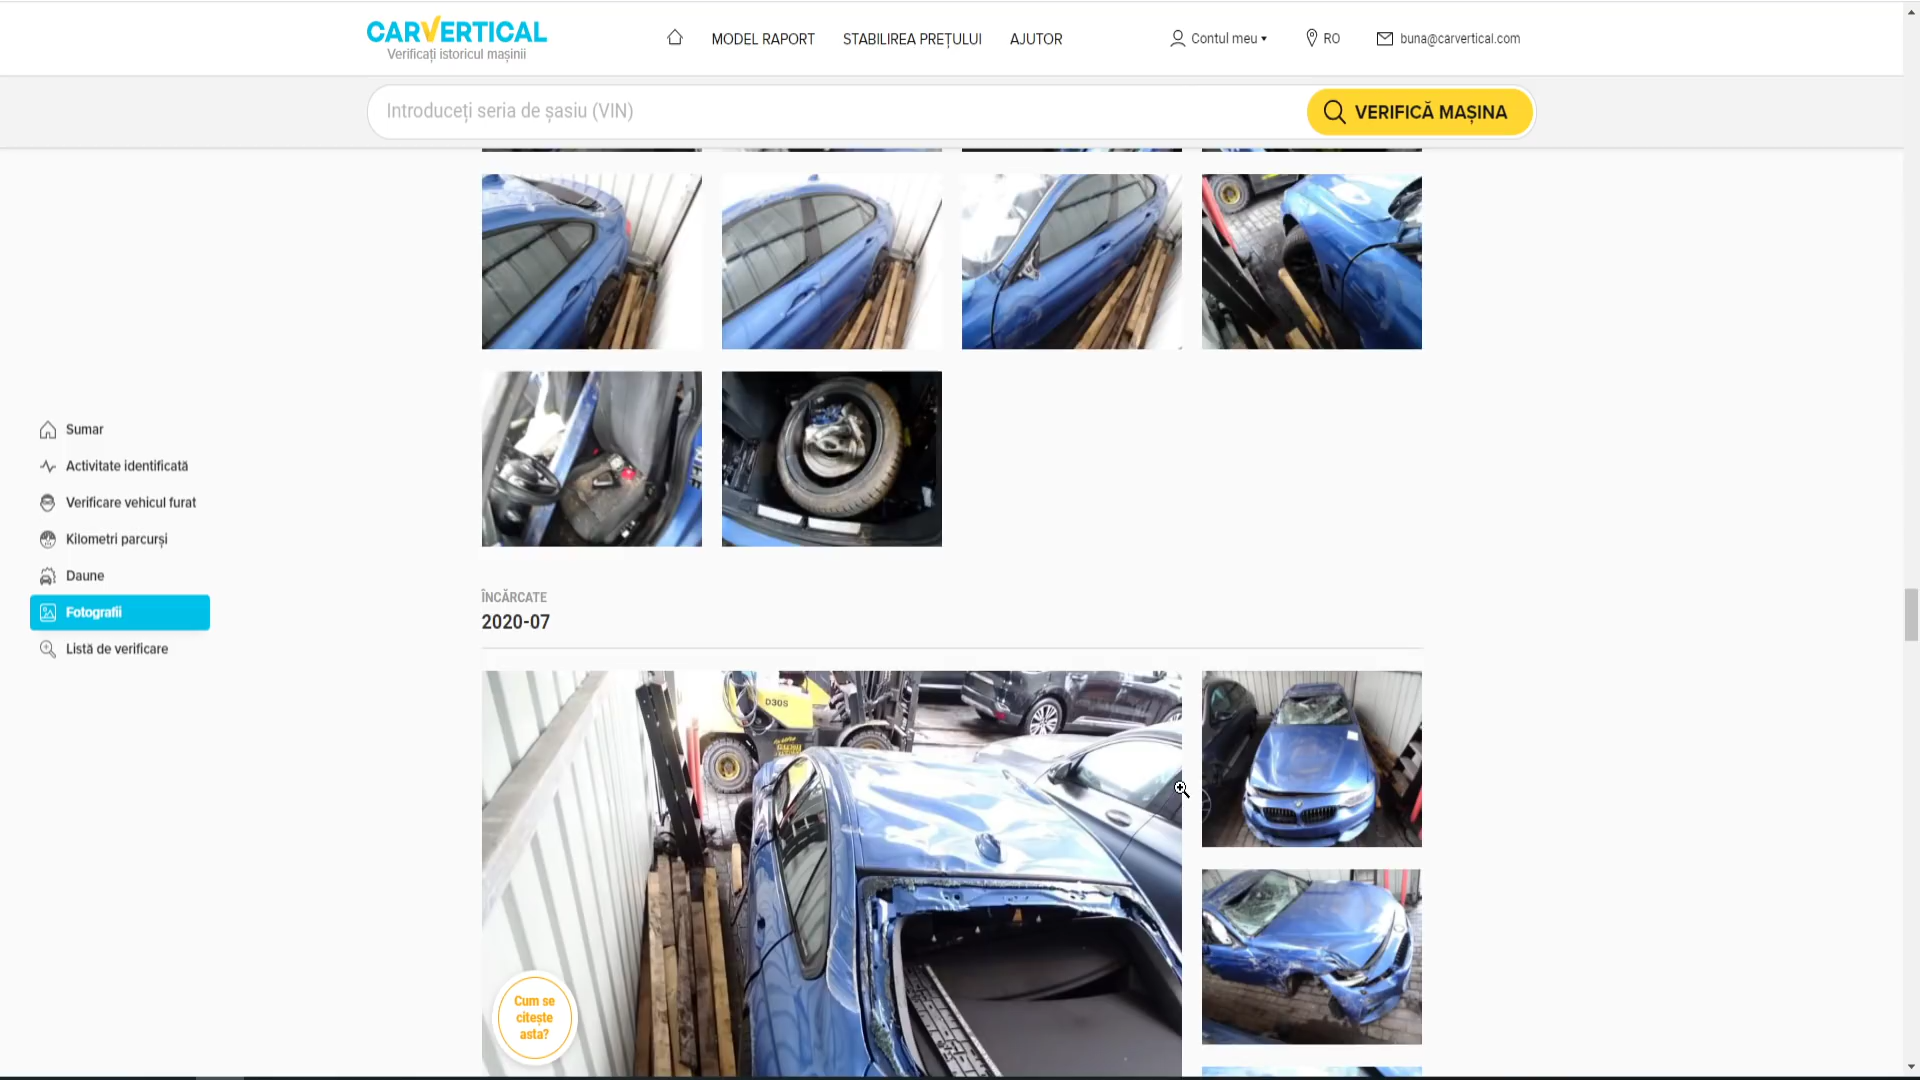 CARVERTICAL
Verificați istoricul mașinii
MODEL RAPORT
STABILIREA PREȚULUI
AJUTOR
Contul meu
RO
buna@carvertical.com
Introduceți seria de șasiu (VIN)
VERIFICĂ MAȘINA
Sumar
Activitate identificată
Verificare vehicul furat
Kilometri parcurși
Daune
Fotografii
Listă de verificare
ÎNCĂRCATE
2020-07
D30S
Cum se
citește
asta?